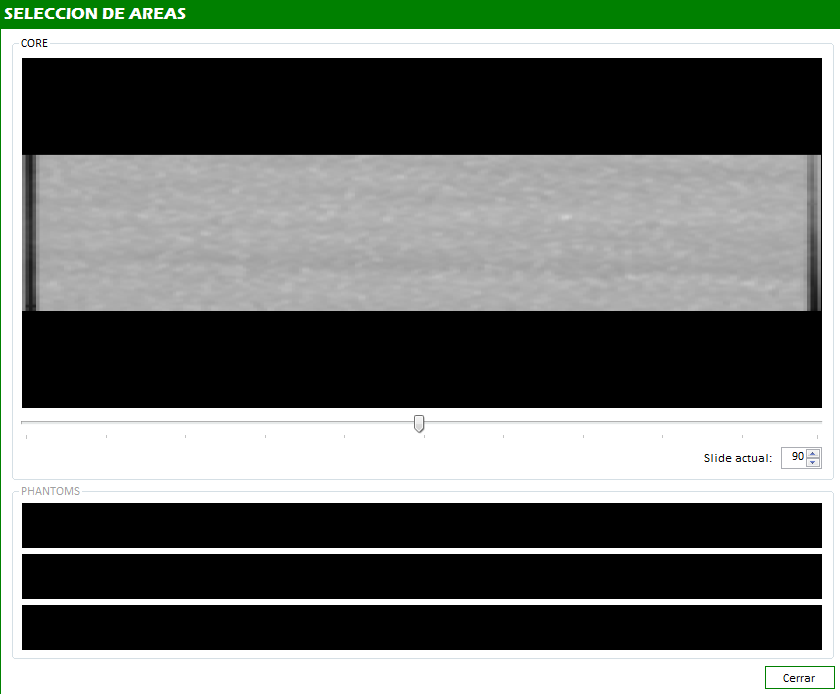 SELECCION DE AREAS
CORE
Slide actual: 90
PHANTOMS
Cerrar